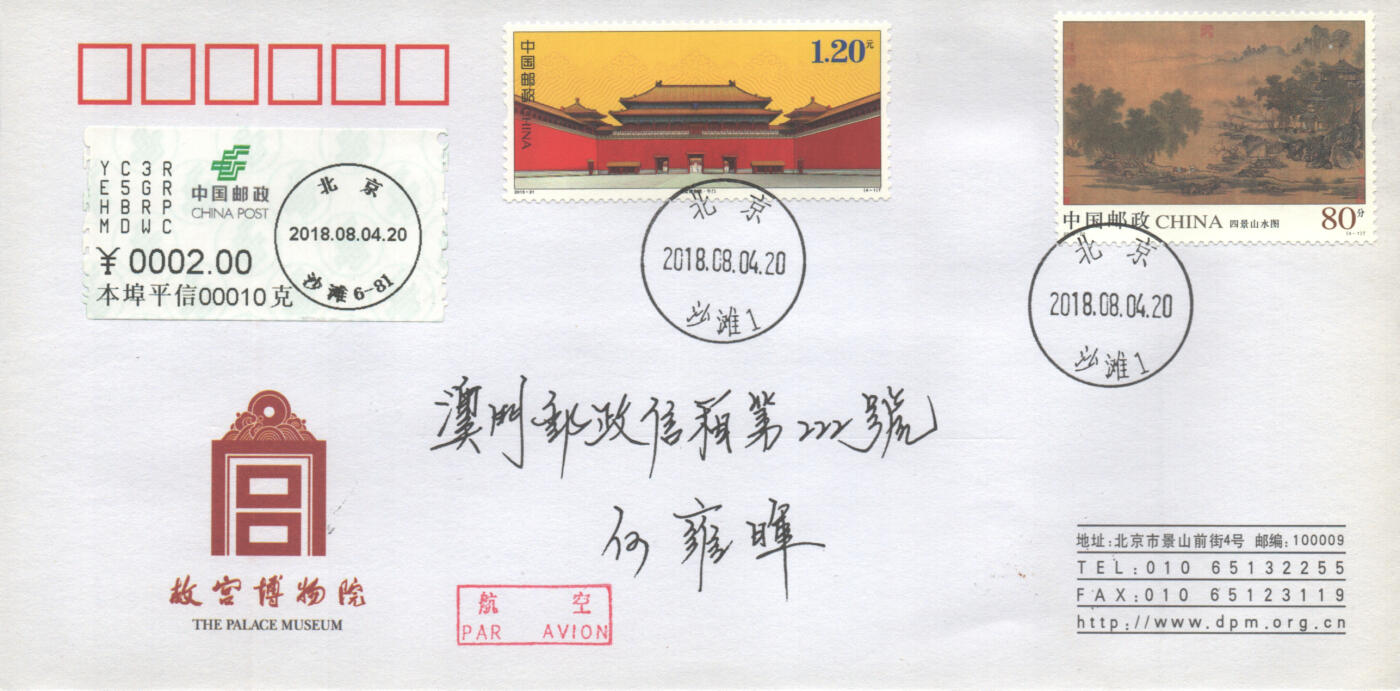 YC3R
E5GR
HBRP
MDWC
中国邮政
CHINA POST
¥0002.00
本埠平信00010克
北京
2018.08.04.20
沙滩6-81
中国邮政 CHINA
1.20元
北京
2018.08.04.20
沙滩1
中国邮政 CHINA 四景山水图 80分
北京
2018.08.04.20
沙滩1
澳門郵政信箱第222號
何雍暉
故宫博物院
THE PALACE MUSEUM
航空
PAR AVION
地址:北京市景山前街4号 邮编:100009
TEL:010 65132255
FAX:010 65123119
http://www.dpm.org.cn